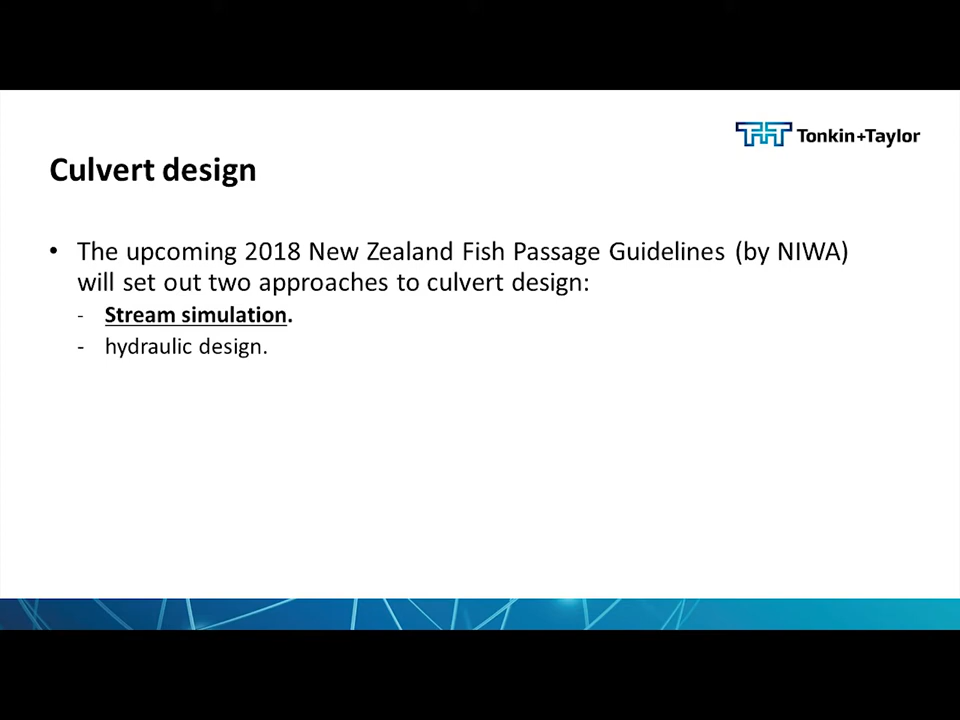 Tonkin+Taylor
Culvert design
• The upcoming 2018 New Zealand Fish Passage Guidelines (by NIWA)
will set out two approaches to culvert design:
- Stream simulation.
- hydraulic design.